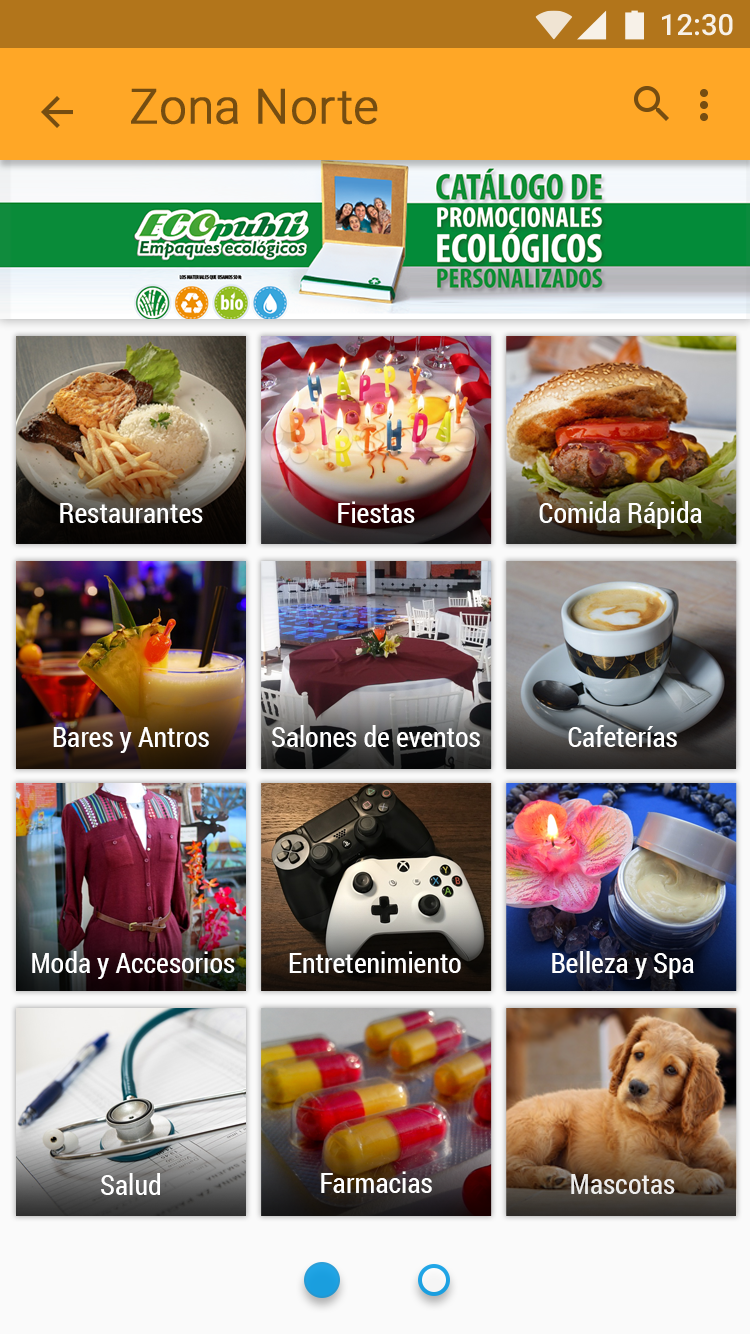 12:30
Zona Norte
ECOpubli
Empaques ecológicos
LOS MATERIALES QUE USAMOS SON:
bio
CATÁLOGO DE
PROMOCIONALES
ECOLÓGICOS
PERSONALIZADOS
HAPPY
BIRTHDAY
Restaurantes
Fiestas
Comida Rápida
Bares y Antros
Salones de eventos
Cafeterías
Y
X
B
A
Moda y Accesorios
Entretenimiento
Belleza y Spa
Salud
Farmacias
Mascotas